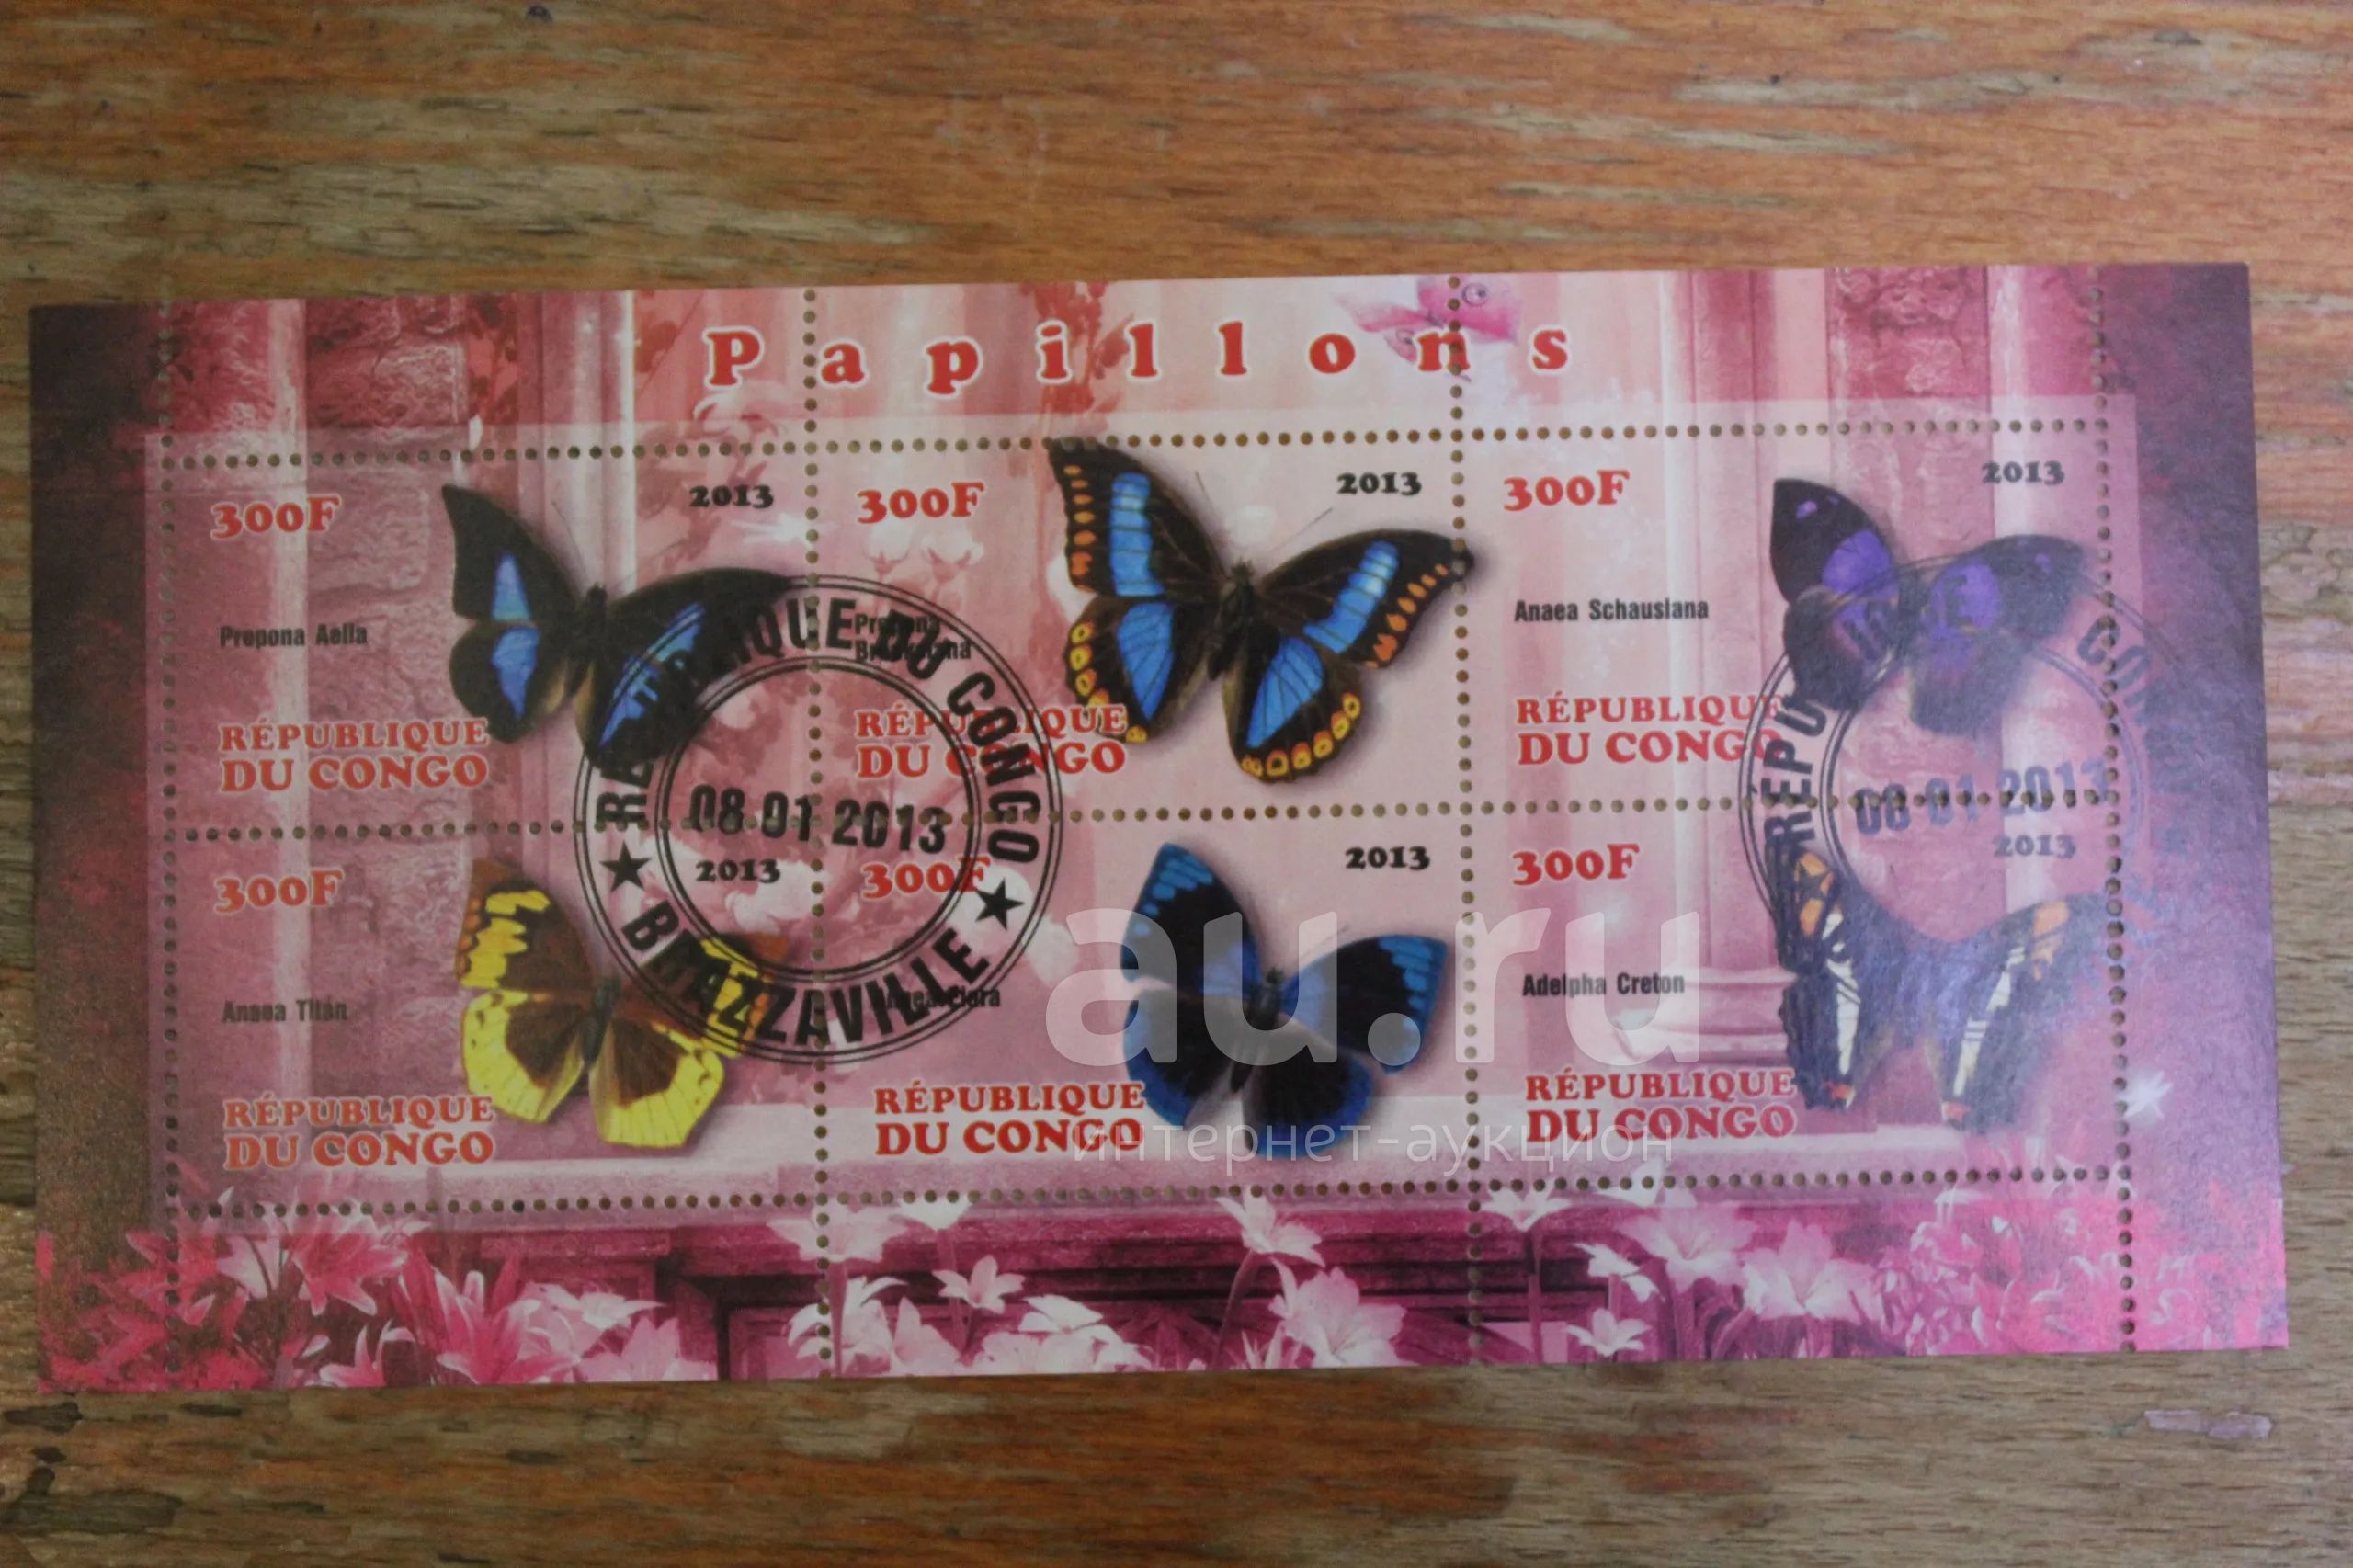 Papillons
300F
2013
Prepona Aella
RÉPUBLIQUE
DU CONGO
300F
2013
RÉPUBLIQUE
DU CONGO
300F
2013
Anaea Schausiana
RÉPUBLIQUE
DU CONGO
300F
2013
Anaea Titan
RÉPUBLIQUE
DU CONGO
300F
2013
RÉPUBLIQUE
DU CONGO
300F
2013
Adelpha Creton
RÉPUBLIQUE
DU CONGO
DU CONGO
08-01 2013
★ BRAZZAVILLE ★
CONGO
08-01-2013
au.ru
интернет-аукцион